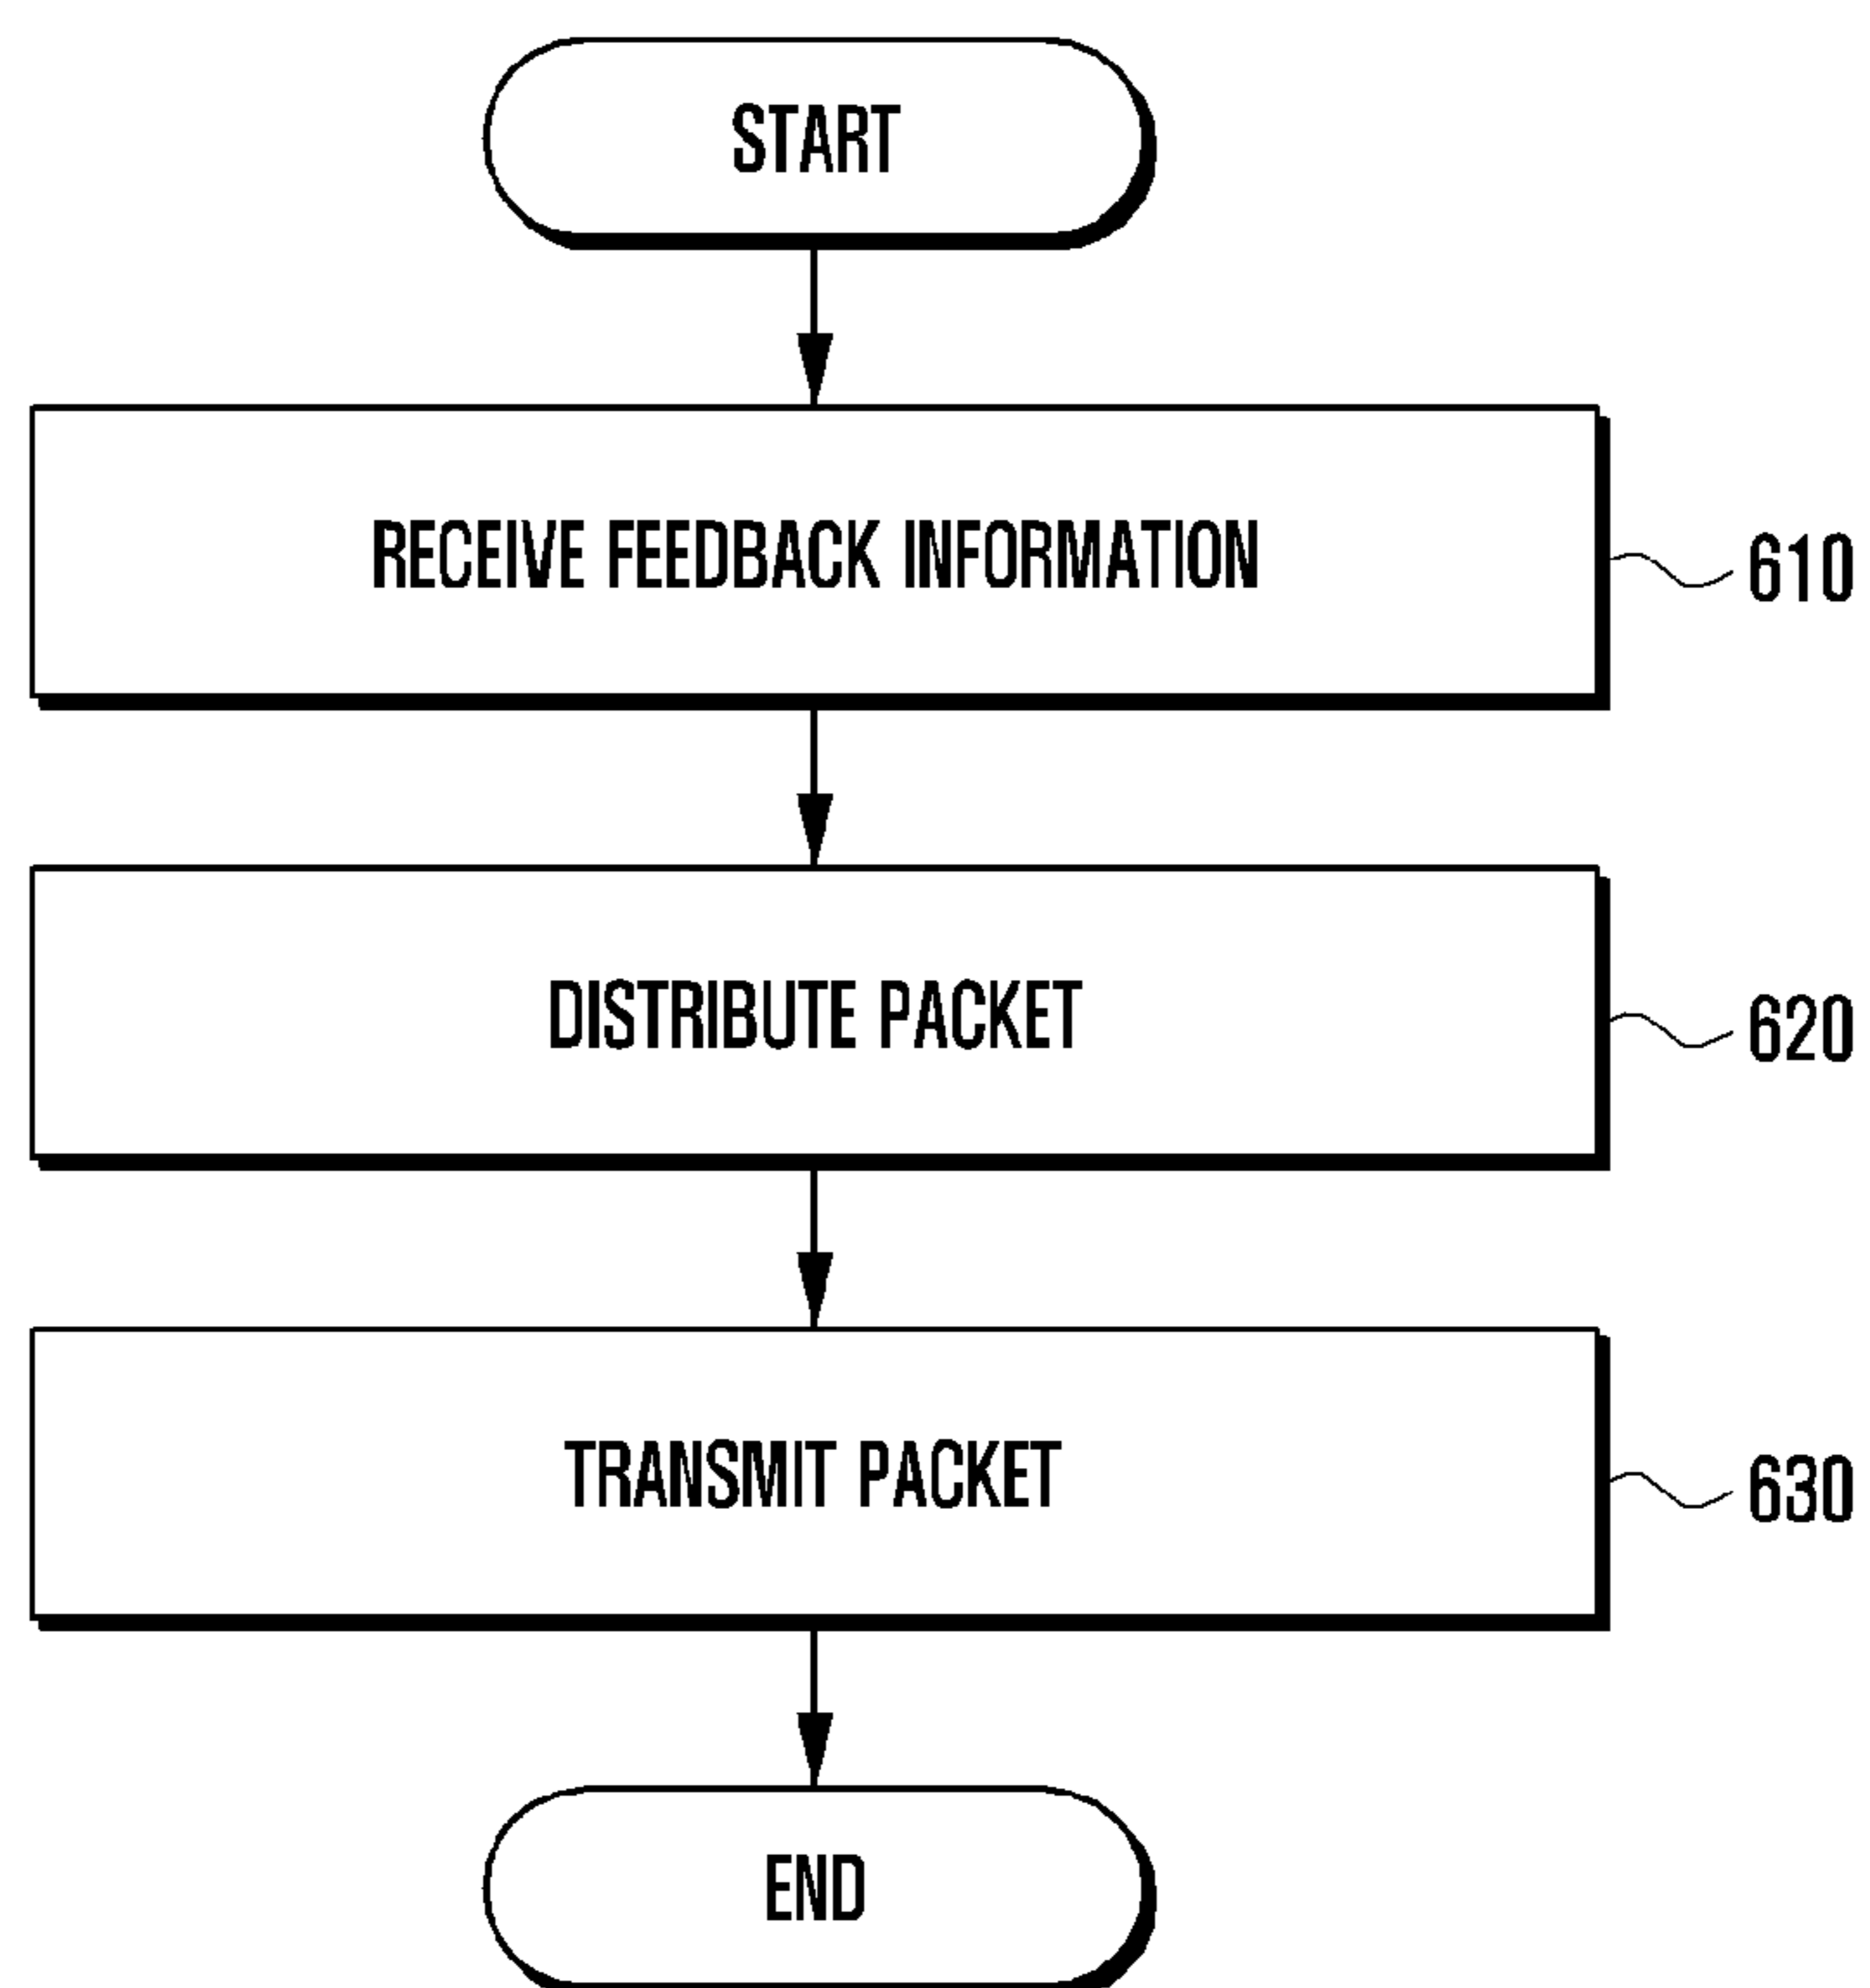 START
RECEIVE FEEDBACK INFORMATION
610
DISTRIBUTE PACKET
620
TRANSMIT PACKET
630
END